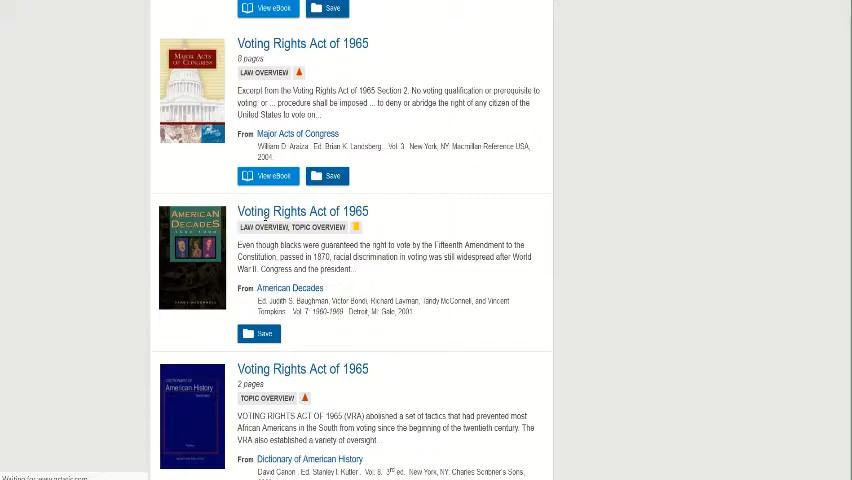 View eBook Save
Voting Rights Act of 1965
8 pages
LAW OVERVIEW
Excerpt from the Voting Rights Act of 1965 Section 2. No voting qualification or prerequisite to
voting or ... procedure shall be imposed ... to deny or abridge the right of any citizen of the
United States to vote on...
From Major Acts of Congress
William D. Araiza . Ed. Brian K. Landsberg . Vol. 3. New York, NY: Macmillan Reference USA,
2004.
View eBook Save
MAJOR ACTS
OF CONGRESS
Voting Rights Act of 1965
LAW OVERVIEW, TOPIC OVERVIEW
Even though blacks were guaranteed the right to vote by the Fifteenth Amendment to the
Constitution, passed in 1870, racial discrimination in voting was still widespread after World
War II. Congress and the president...
From American Decades
Ed. Judith S. Baughman, Victor Bondi, Richard Layman, Tandy McConnell, and Vincent
Tompkins . Vol. 7: 1960-1969. Detroit, MI: Gale, 2001.
Save
AMERICAN
DECADES
Voting Rights Act of 1965
2 pages
TOPIC OVERVIEW
VOTING RIGHTS ACT OF 1965 (VRA) abolished a set of tactics that had prevented most
African Americans in the South from voting since the beginning of the twentieth century. The
VRA also established a variety of oversight...
From Dictionary of American History
David Canon . Ed. Stanley I. Kutler . Vol. 8. 3rd ed. New York, NY: Charles Scribner's Sons,
DICTIONARY of
American History